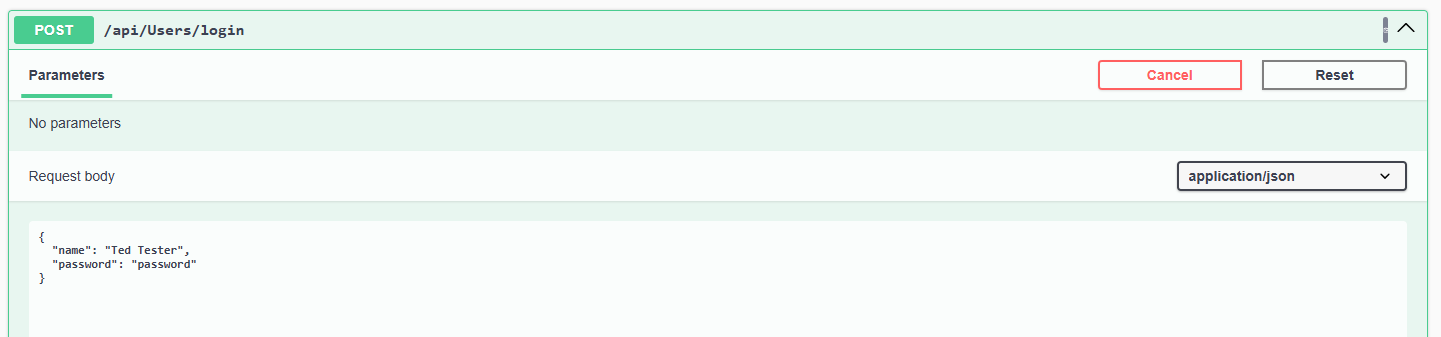 POST /api/Users/login
Parameters Cancel Reset
No parameters
Request body application/json
{
"name": "Ted Tester",
"password": "password"
}